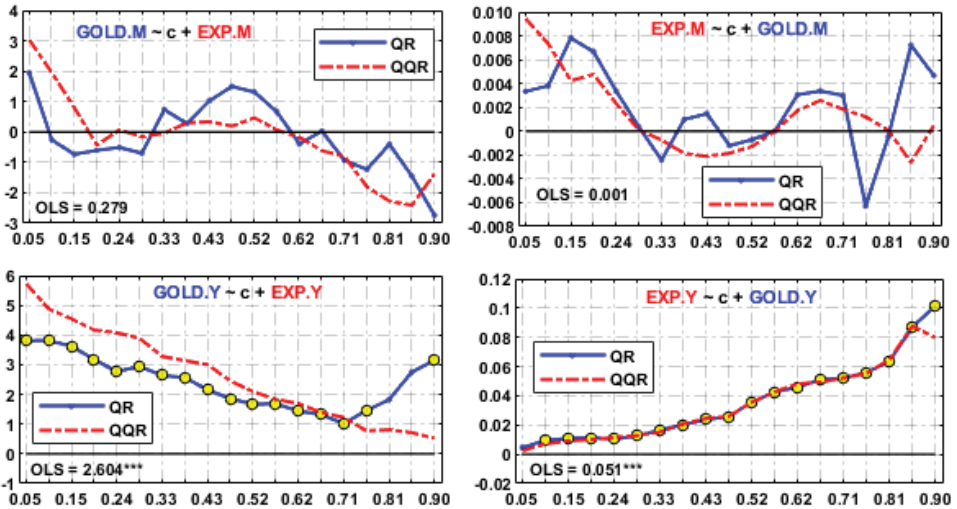 GOLD.M ~ c + EXP.M
QR
QQR
OLS = 0.279
4
3
2
1
0
-1
-2
-3
0.05 0.15 0.24 0.33 0.43 0.52 0.62 0.71 0.81 0.90
EXP.M ~ c + GOLD.M
QR
QQR
OLS = 0.001
0.010
0.008
0.006
0.004
0.002
0
-0.002
-0.004
-0.006
-0.008
0.05 0.15 0.24 0.33 0.43 0.52 0.62 0.71 0.81 0.90
GOLD.Y ~ c + EXP.Y
QR
QQR
OLS = 2.604***
6
5
4
3
2
1
0
-1
0.05 0.15 0.24 0.33 0.43 0.52 0.62 0.71 0.81 0.90
EXP.Y ~ c + GOLD.Y
QR
QQR
OLS = 0.051***
0.12
0.1
0.08
0.06
0.04
0.02
0
-0.02
0.05 0.15 0.24 0.33 0.43 0.52 0.62 0.71 0.81 0.90